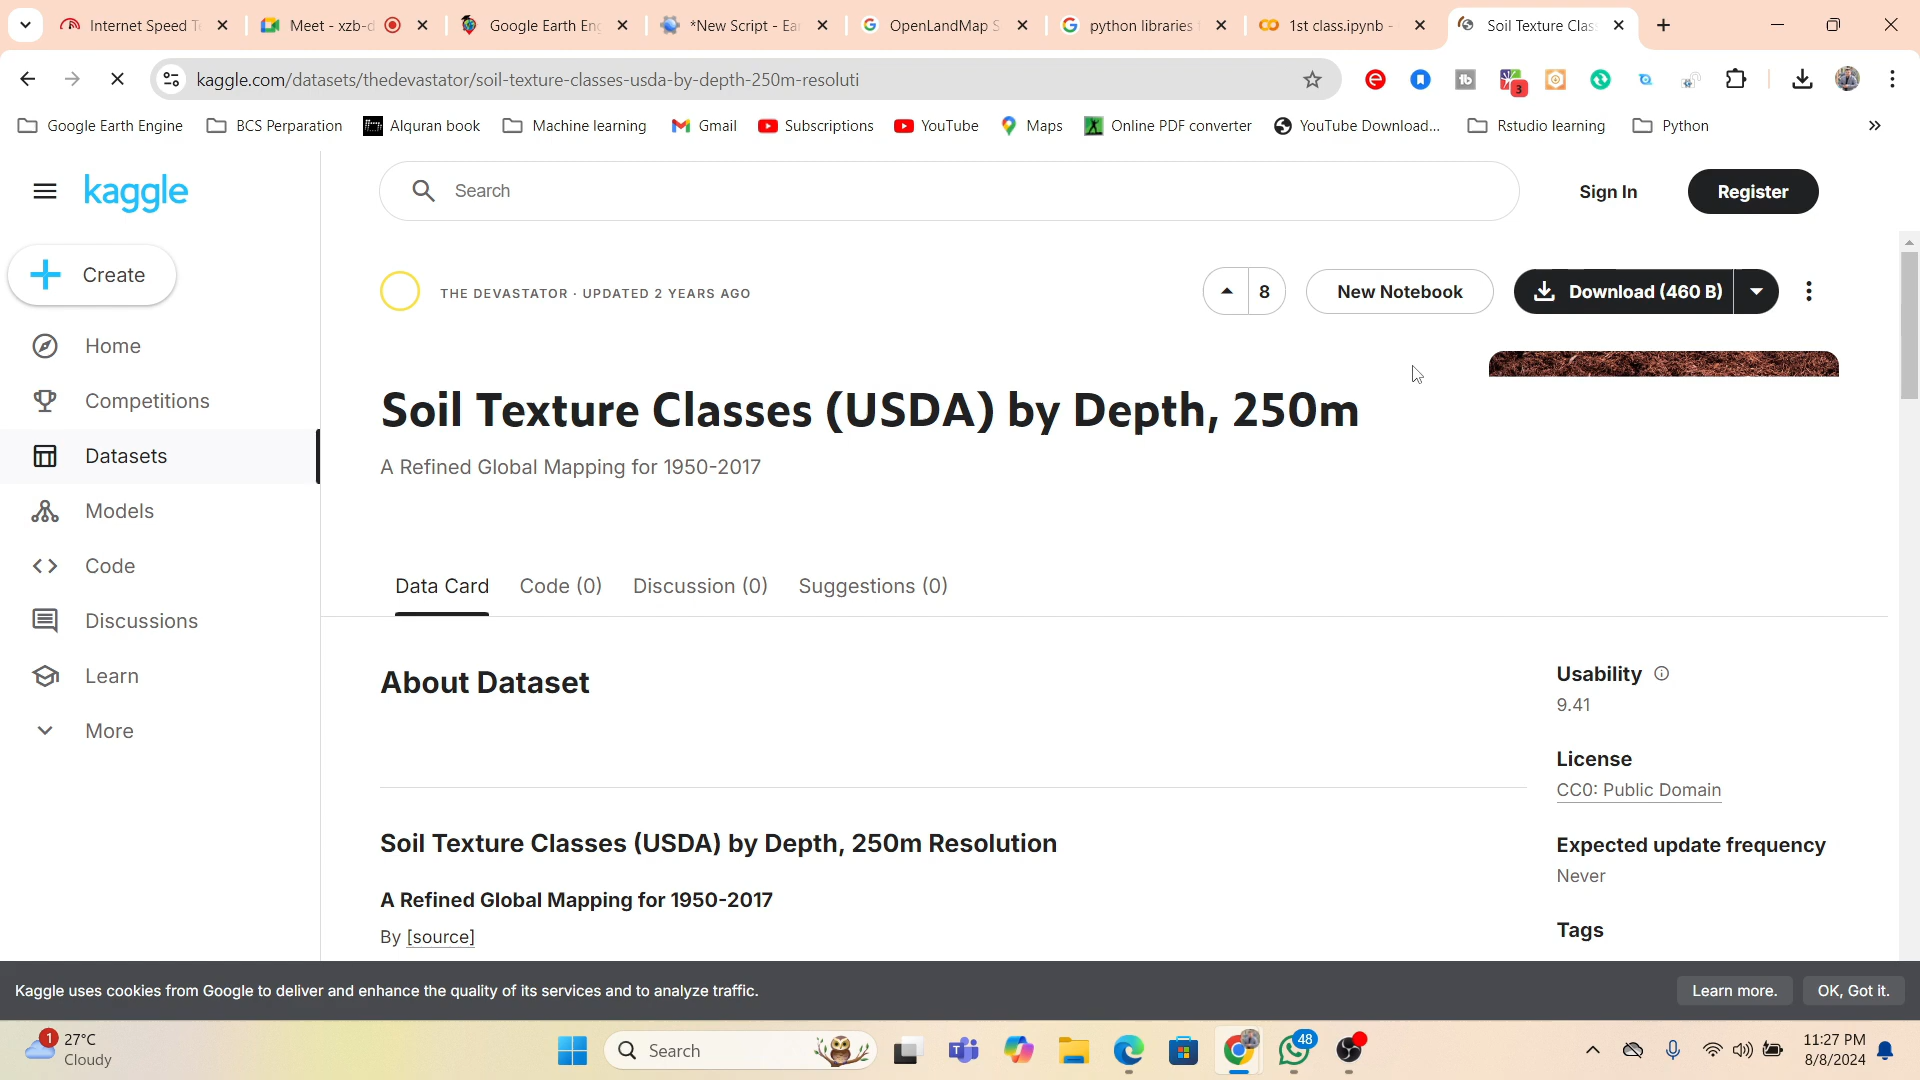 Internet Speed T
Meet - xzb-d
Google Earth Eng
*New Script - Ea
OpenLandMap S
python libraries
1st class.ipynb -
Soil Texture Clas
kaggle.com/datasets/thedevastator/soil-texture-classes-usda-by-depth-250m-resoluti
3
Google Earth Engine
BCS Perparation
Alquran book
Machine learning
Gmail
Subscriptions
YouTube
Maps
Online PDF converter
YouTube Download...
Rstudio learning
Python
kaggle
Search
Sign In
Register
Create
Home
Competitions
Datasets
Models
Code
Discussions
Learn
More
THE DEVASTATOR · UPDATED 2 YEARS AGO
8
New Notebook
Download (460 B)
Soil Texture Classes (USDA) by Depth, 250m
A Refined Global Mapping for 1950-2017
Data Card
Code (0)
Discussion (0)
Suggestions (0)
About Dataset
Soil Texture Classes (USDA) by Depth, 250m Resolution
A Refined Global Mapping for 1950-2017
By [source]
Usability
9.41
License
CC0: Public Domain
Expected update frequency
Never
Tags
Kaggle uses cookies from Google to deliver and enhance the quality of its services and to analyze traffic.
Learn more.
OK, Got it.
1
27°C
Cloudy
Search
48
11:27 PM
8/8/2024